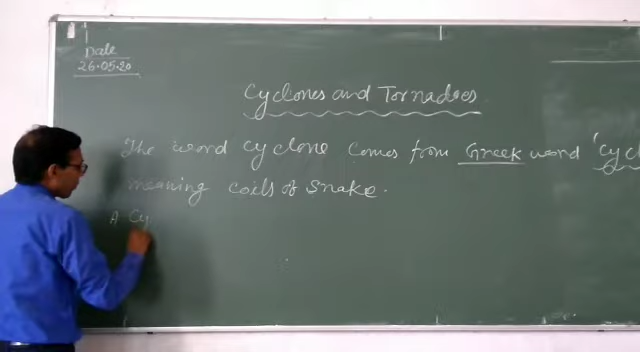 Date
26.05.20
Cyclones and Tornadoes
The word cyclone comes from Greek word 'Cycl
meaning coils of snake.
A Cy